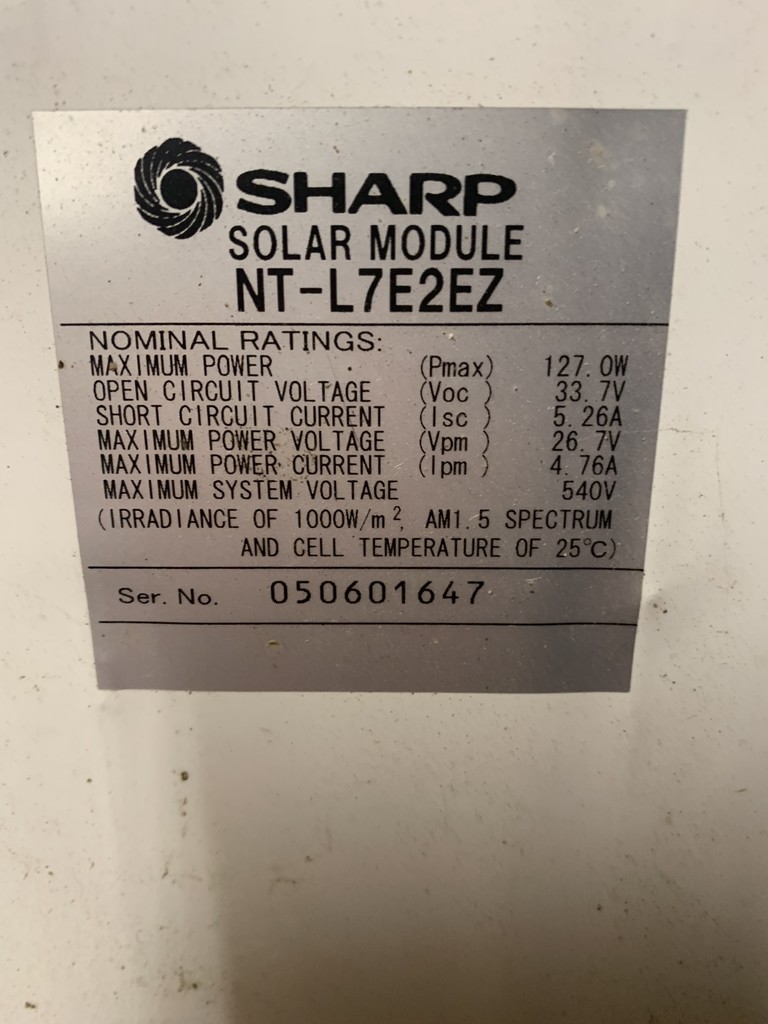 SHARP
SOLAR MODULE
NT-L7E2EZ
NOMINAL RATINGS:
MAXIMUM POWER (Pmax) 127.0W
OPEN CIRCUIT VOLTAGE (Voc ) 33.7V
SHORT CIRCUIT CURRENT (Isc ) 5.26A
MAXIMUM POWER VOLTAGE (Vpm ) 26.7V
MAXIMUM POWER CURRENT (Ipm ) 4.76A
MAXIMUM SYSTEM VOLTAGE 540V
(IRRADIANCE OF 1000W/m², AM1.5 SPECTRUM
AND CELL TEMPERATURE OF 25℃)
Ser. No. 050601647